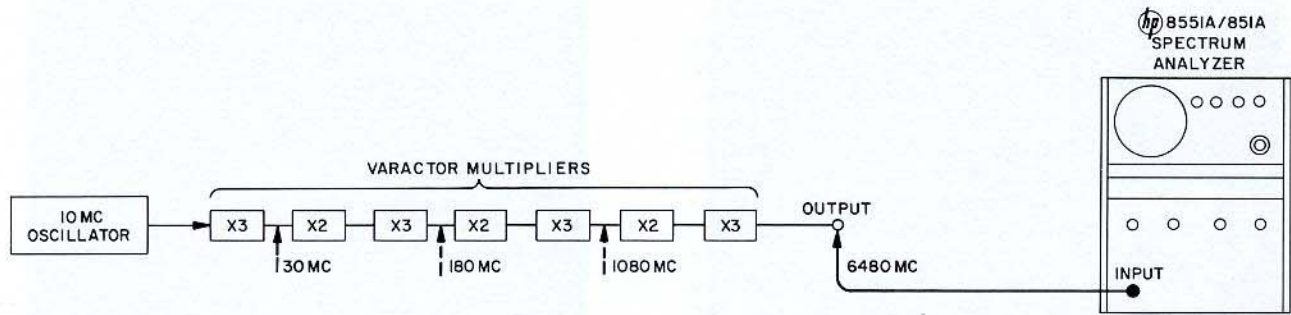 hp 8551A/851A
SPECTRUM
ANALYZER
VARACTOR MULTIPLIERS
10 MC
OSCILLATOR
X3
X2
X3
X2
X3
X2
X3
OUTPUT
30 MC
180 MC
1080 MC
6480 MC
INPUT